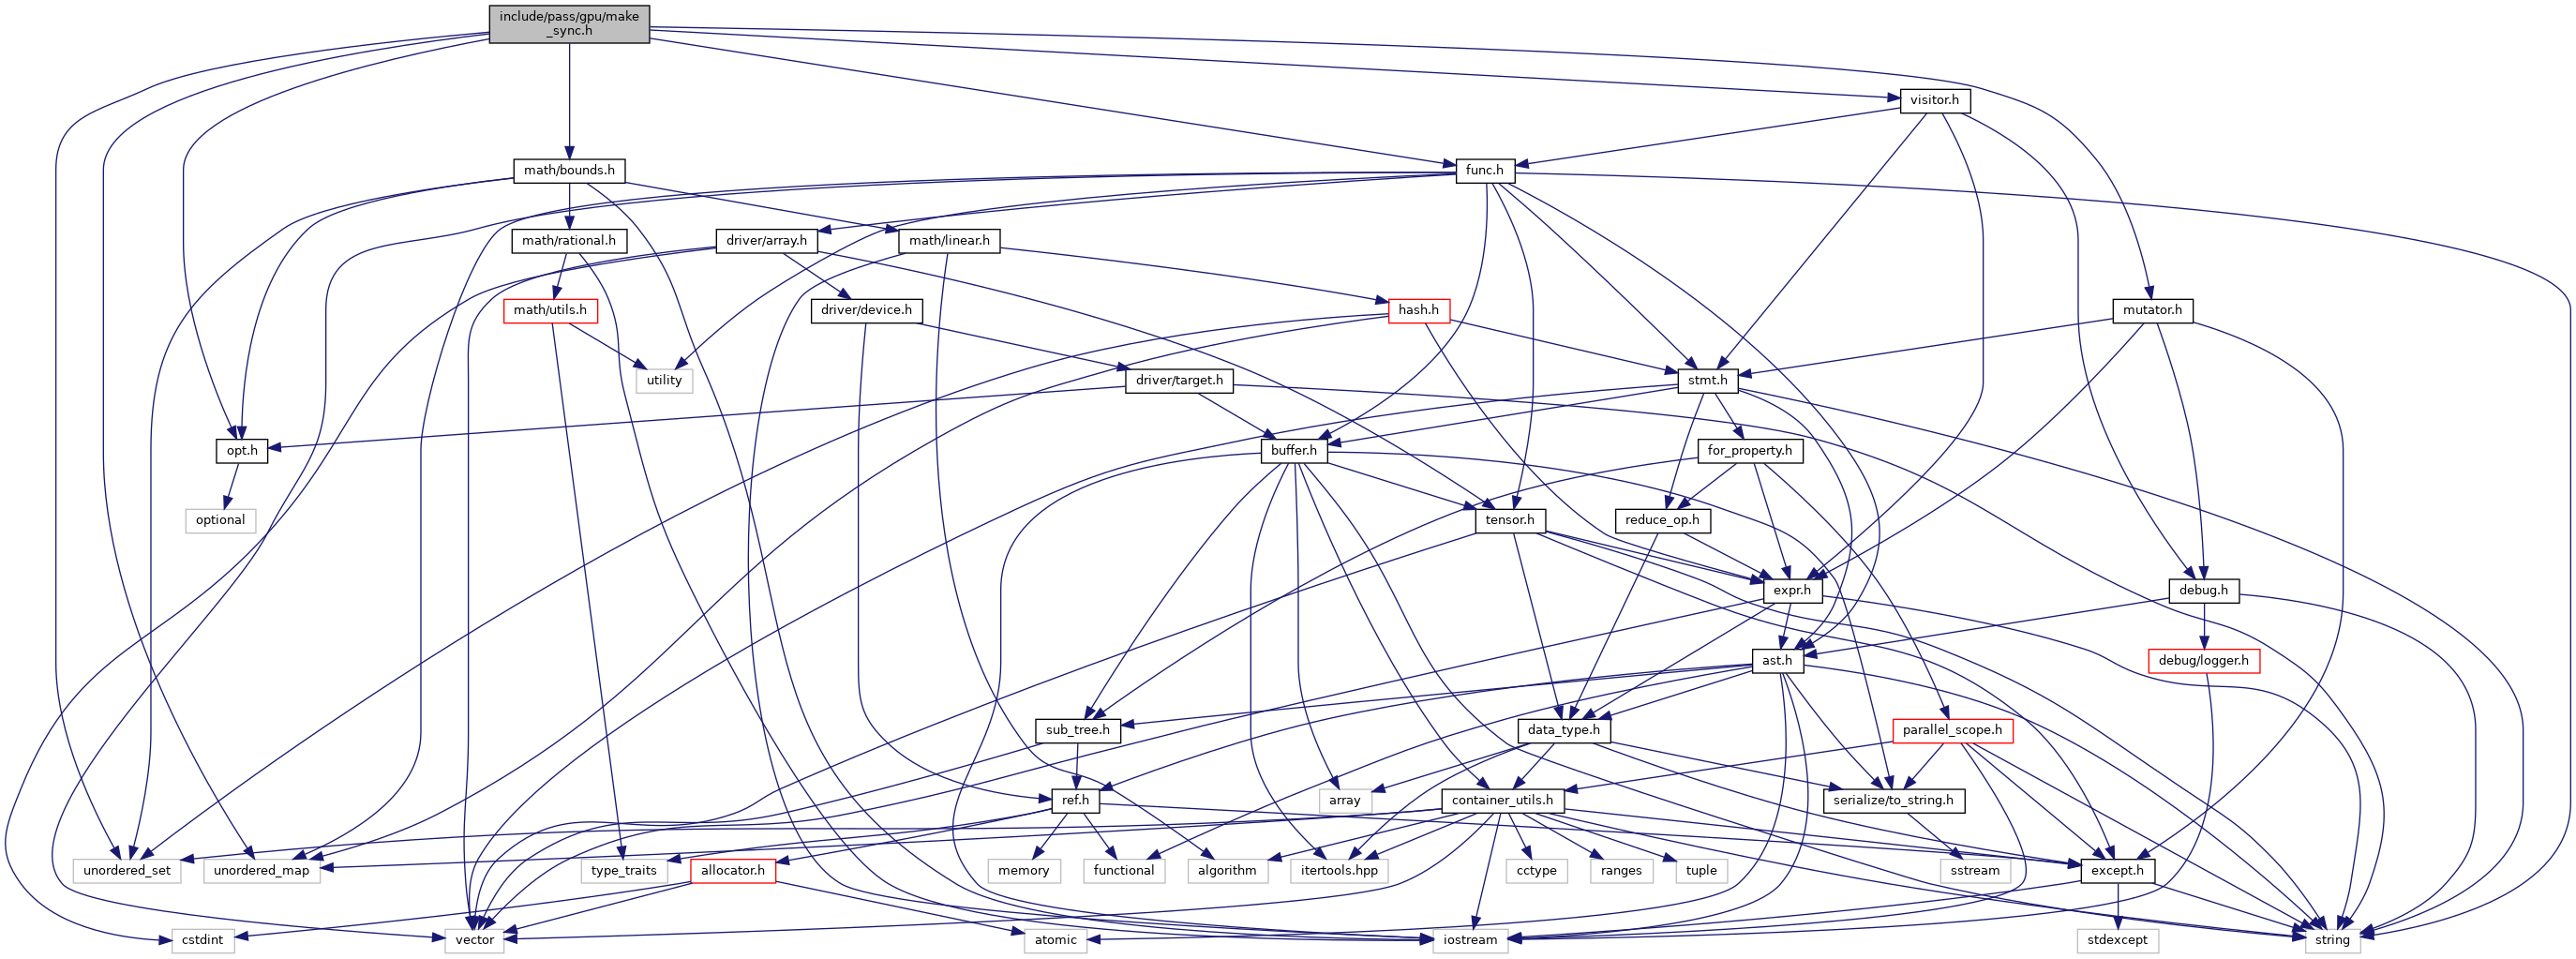 include/pass/gpu/make
_sync.h
visitor.h
math/bounds.h
func.h
math/rational.h
driver/array.h
math/linear.h
math/utils.h
driver/device.h
hash.h
mutator.h
utility
driver/target.h
stmt.h
opt.h
buffer.h
for_property.h
optional
tensor.h
reduce_op.h
expr.h
debug.h
ast.h
debug/logger.h
sub_tree.h
data_type.h
parallel_scope.h
ref.h
array
container_utils.h
serialize/to_string.h
unordered_set
unordered_map
type_traits
allocator.h
memory
functional
algorithm
itertools.hpp
cctype
ranges
tuple
sstream
except.h
cstdint
vector
atomic
iostream
stdexcept
string